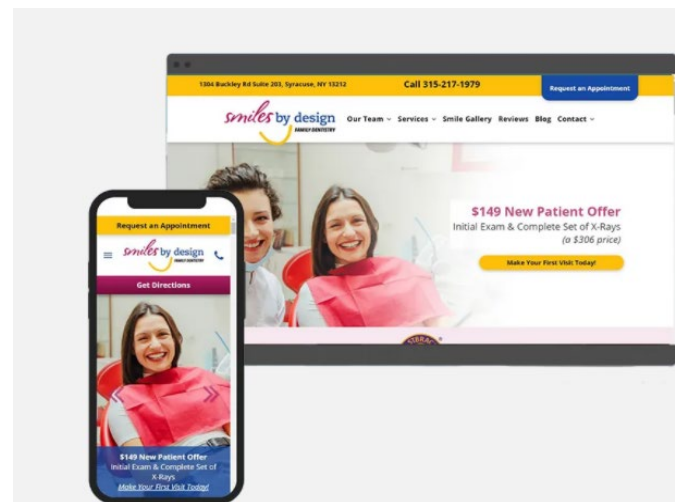 1304 Buckley Rd Suite 203, Syracuse, NY 13212
Call 315-217-1979
Request an Appointment
smiles by design
FAMILY DENTISTRY
Our Team Services Smile Gallery Reviews Blog Contact
$149 New Patient Offer
Initial Exam & Complete Set of X-Rays
(a $306 price)
Make Your First Visit Today!
Request an Appointment
smiles by design
FAMILY DENTISTRY
Get Directions
$149 New Patient Offer
Initial Exam & Complete Set of
X-Rays
Make Your First Visit Today!